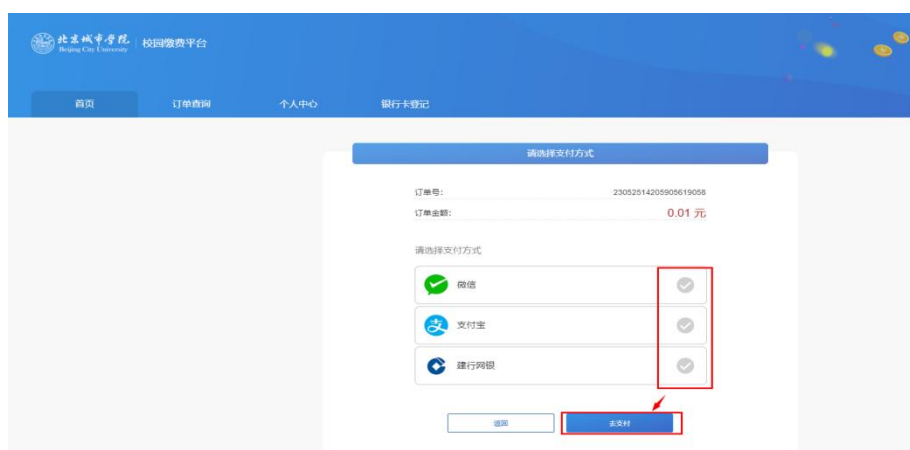 北京城市学院
Beijing City University
校园缴费平台
首页 订单查询 个人中心 银行卡登记
请选择支付方式
订单号: 23052514205905619058
订单金额: 0.01 元
请选择支付方式
微信
支付宝
建行网银
返回 去支付